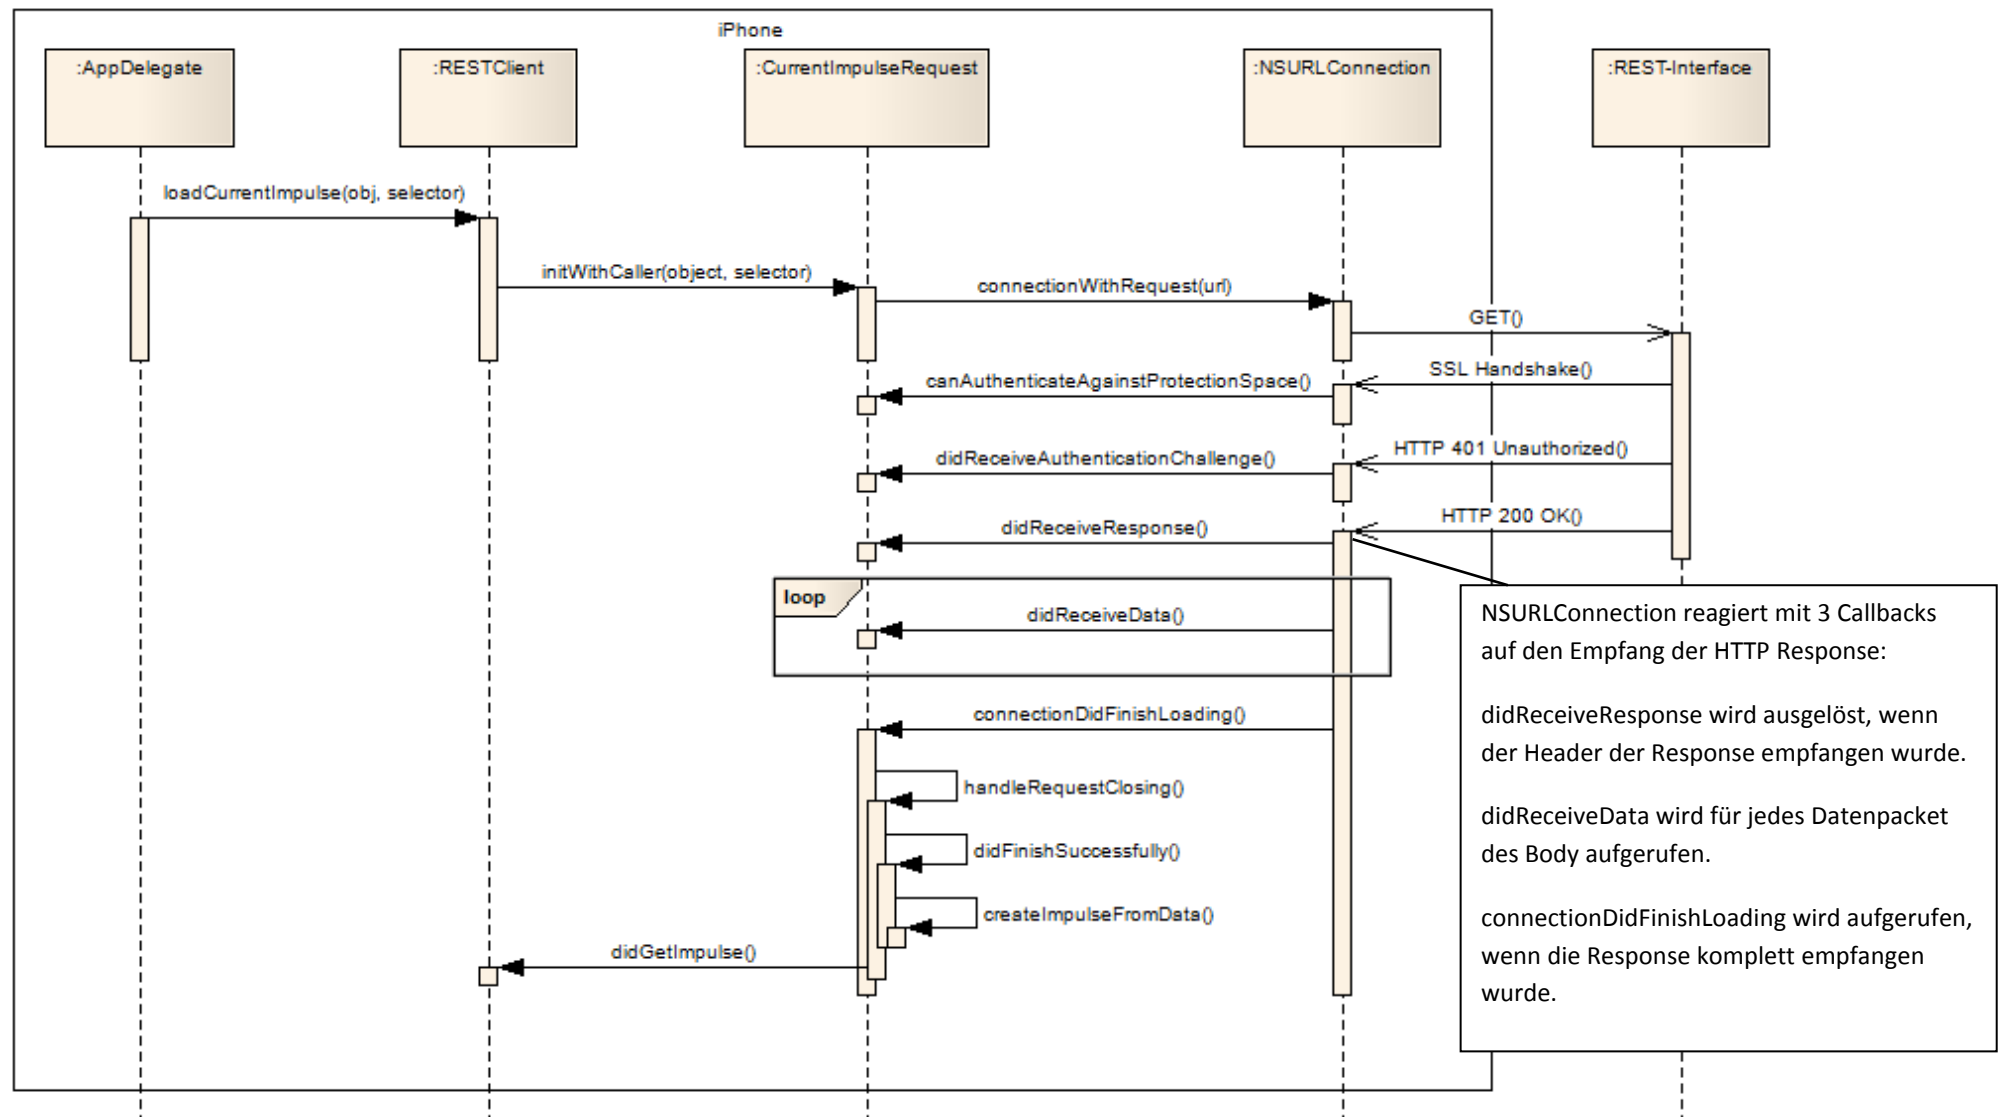 iPhone
:AppDelegate
:RESTClient
:CurrentImpulseRequest
:NSURLConnection
:REST-Interface
loadCurrentImpulse(obj, selector)
initWithCaller(object, selector)
connectionWithRequest(url)
GET()
SSL Handshake()
canAuthenticateAgainstProtectionSpace()
HTTP 401 Unauthorized()
didReceiveAuthenticationChallenge()
HTTP 200 OK()
didReceiveResponse()
loop
didReceiveData()
connectionDidFinishLoading()
handleRequestClosing()
didFinishSuccessfully()
createImpulseFromData()
didGetImpulse()
NSURLConnection reagiert mit 3 Callbacks
auf den Empfang der HTTP Response:
didReceiveResponse wird ausgelöst, wenn
der Header der Response empfangen wurde.
didReceiveData wird für jedes Datenpacket
des Body aufgerufen.
connectionDidFinishLoading wird aufgerufen,
wenn die Response komplett empfangen
wurde.